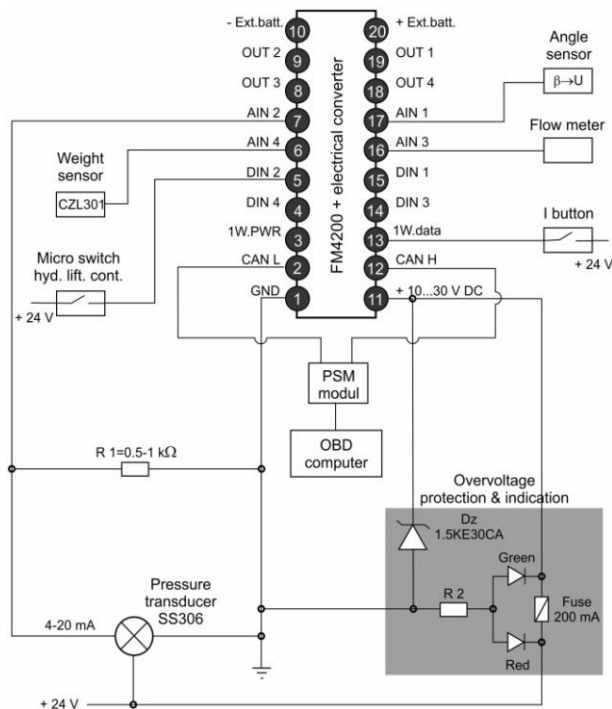 - Ext.batt.
+ Ext.batt.
10
20
OUT 2
OUT 1
9
19
OUT 3
OUT 4
8
18
AIN 2
AIN 1
7
17
AIN 4
AIN 3
6
16
DIN 2
DIN 1
5
15
DIN 4
DIN 3
4
14
1W.PWR
1W.data
3
13
CAN L
CAN H
2
12
GND
+ 10...30 V DC
1
11
FM4200 + electrical converter
Angle
sensor
β→U
Flow meter
I button
+ 24 V
Weight
sensor
CZL301
Micro switch
hyd. lift. cont.
+ 24 V
PSM
modul
OBD
computer
R 1=0.5-1 kΩ
Overvoltage
protection & indication
Dz
1.5KE30CA
Green
R 2
Fuse
200 mA
Red
Pressure
transducer
SS306
4-20 mA
+ 24 V